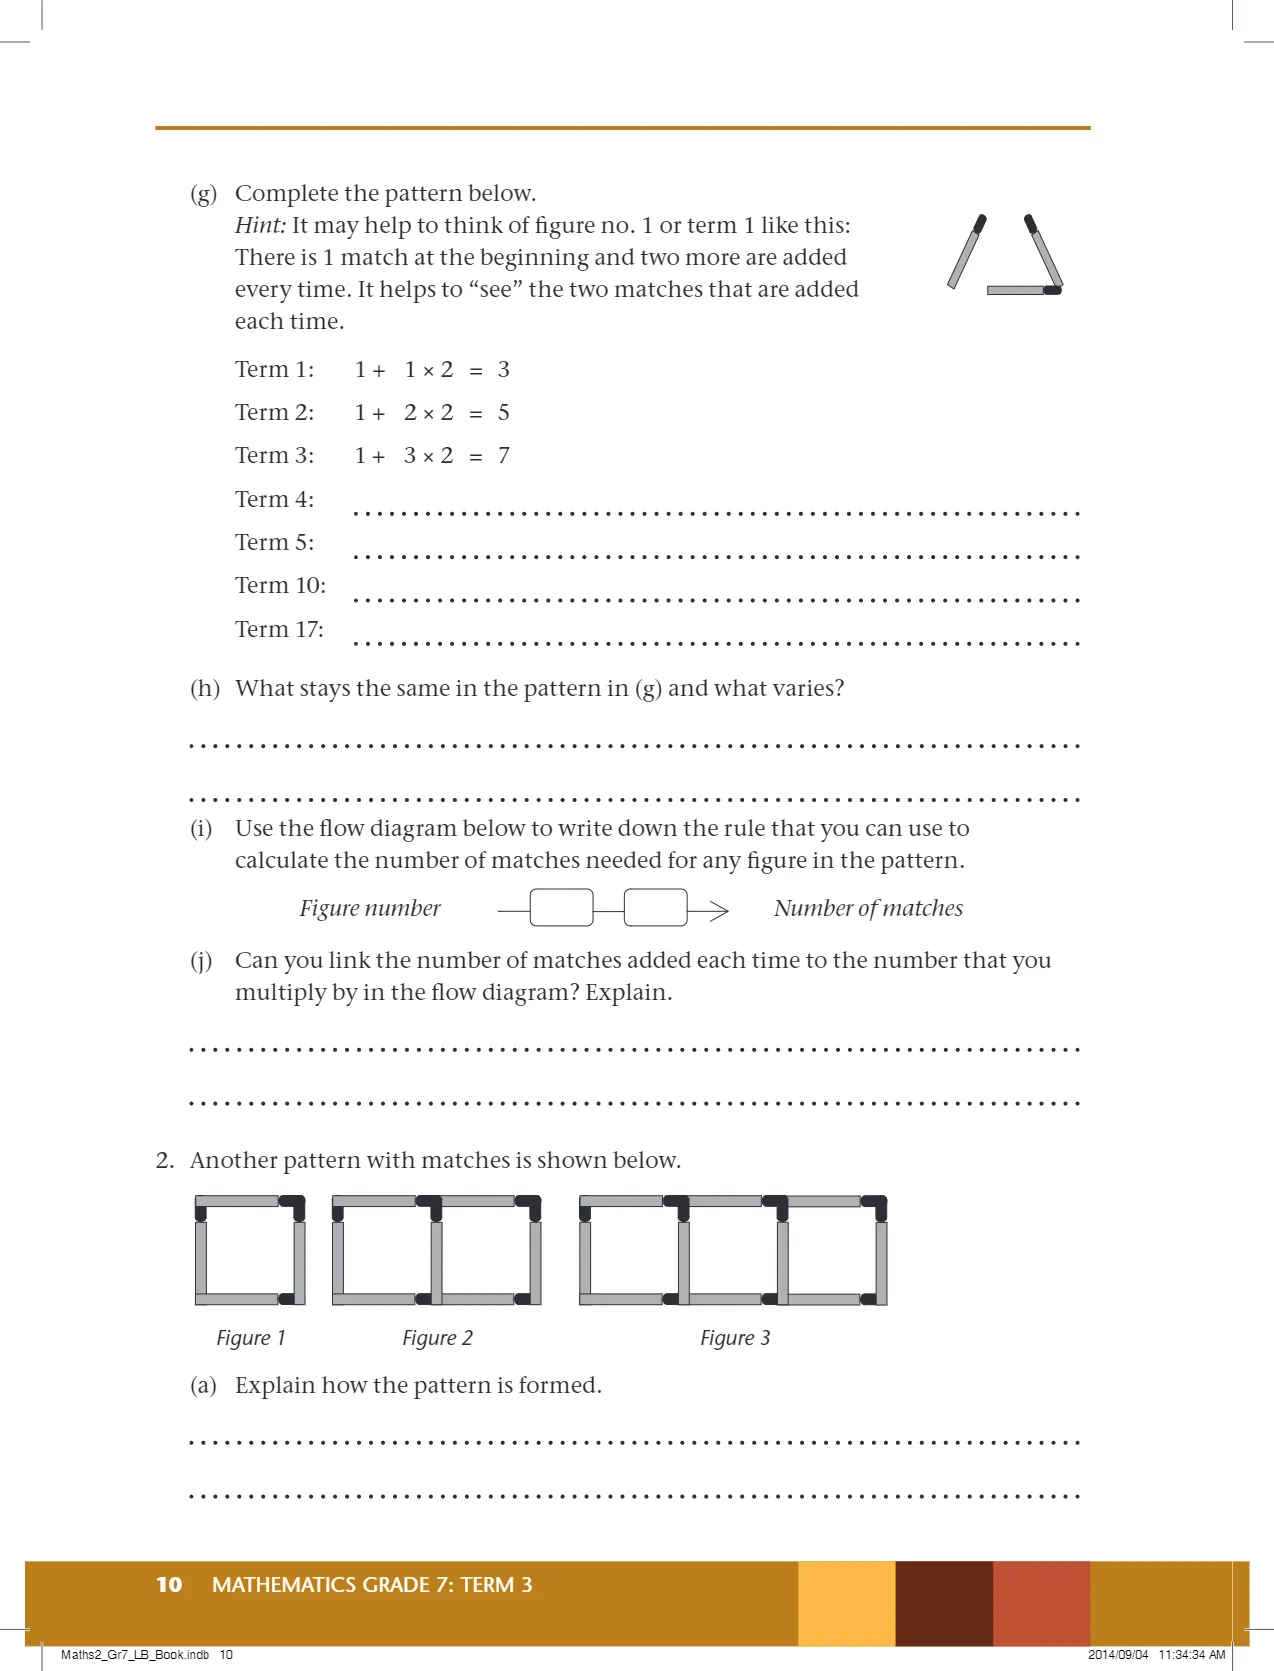 (g) Complete the pattern below.
Hint: It may help to think of figure no. 1 or term 1 like this:
There is 1 match at the beginning and two more are added
every time. It helps to “see” the two matches that are added
each time.
Term 1: 1 + 1 × 2 = 3
Term 2: 1 + 2 × 2 = 5
Term 3: 1 + 3 × 2 = 7
Term 4:
Term 5:
Term 10:
Term 17:
(h) What stays the same in the pattern in (g) and what varies?
(i) Use the flow diagram below to write down the rule that you can use to
calculate the number of matches needed for any figure in the pattern.
Figure number Number of matches
(j) Can you link the number of matches added each time to the number that you
multiply by in the flow diagram? Explain.
2. Another pattern with matches is shown below.
Figure 1 Figure 2 Figure 3
(a) Explain how the pattern is formed.
10 MATHEMATICS GRADE 7: TERM 3
Maths2_Gr7_LB_Book.indb 10 2014/09/04 11:34:34 AM